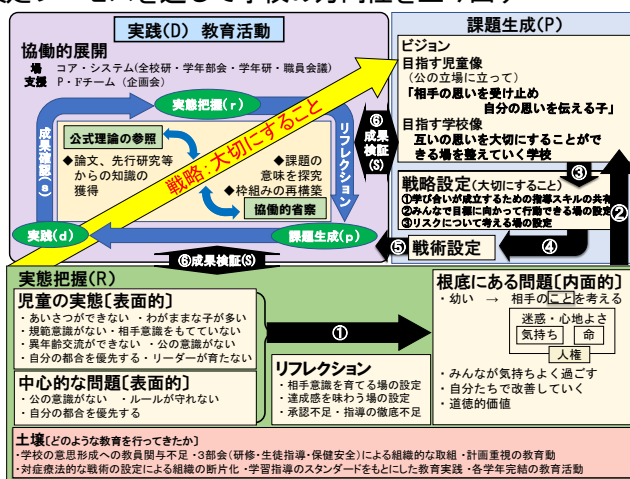 実践(D) 教育活動
協働的展開
場 コア・システム(全校研・学年部会・学年研・職員会議)
支援 P・Fチーム（企画会）
実態把握(r)
成果確認(s)
リフレクション
公式理論の参照
◆論文、先行研究等
からの知識の
獲得
◆課題の
意味を探究
◆枠組みの再構築
協働的省察
戦略：大切にすること
実践(d)
課題生成(p)
⑥成果検証(S)
⑥
成果
検証
(S)
課題生成(P)
ビジョン
目指す児童像
（公の立場に立って）
「相手の思いを受け止め
自分の思いを伝える子」
目指す学校像
互いの思いを大切にすることがで
きる場を整えていく学校
③
戦略設定(大切にすること)
①学び合いが成立するための指導スキルの共有
②みんなで目標に向かって行動できる場の設定
③リスクについて考える場の設定
②
⑤
戦術設定
④
実態把握(R)
児童の実態〔表面的〕
・あいさつができない ・わがままな子が多い
・規範意識がない ・相手意識をもてていない
・異年齢交流ができない ・公の意識がない
・自分の都合を優先する ・リーダーが育たない
中心的な問題〔表面的〕
・公の意識がない ・ルールが守れない
・自分の都合を優先する
①
リフレクション
・相手意識を育てる場の設定
・達成感を味わう場の設定
・承認不足・指導の徹底不足
根底にある問題〔内面的〕
・幼い → 相手のことを考える
迷惑・心地よさ
気持ち 命
人権
・みんなが気持ちよく過ごす
・自分たちで改善していく
・道徳的価値
土壌〔どのような教育を行ってきたか〕
・学校の意思形成への教員関与不足・3部会(研修・生徒指導・保健安全)による組織的な取組・計画重視の教育動
・対症療法的な戦術の設定による組織の断片化・学習指導のスタンダードをもとにした教育実践・各学年完結の教育活動